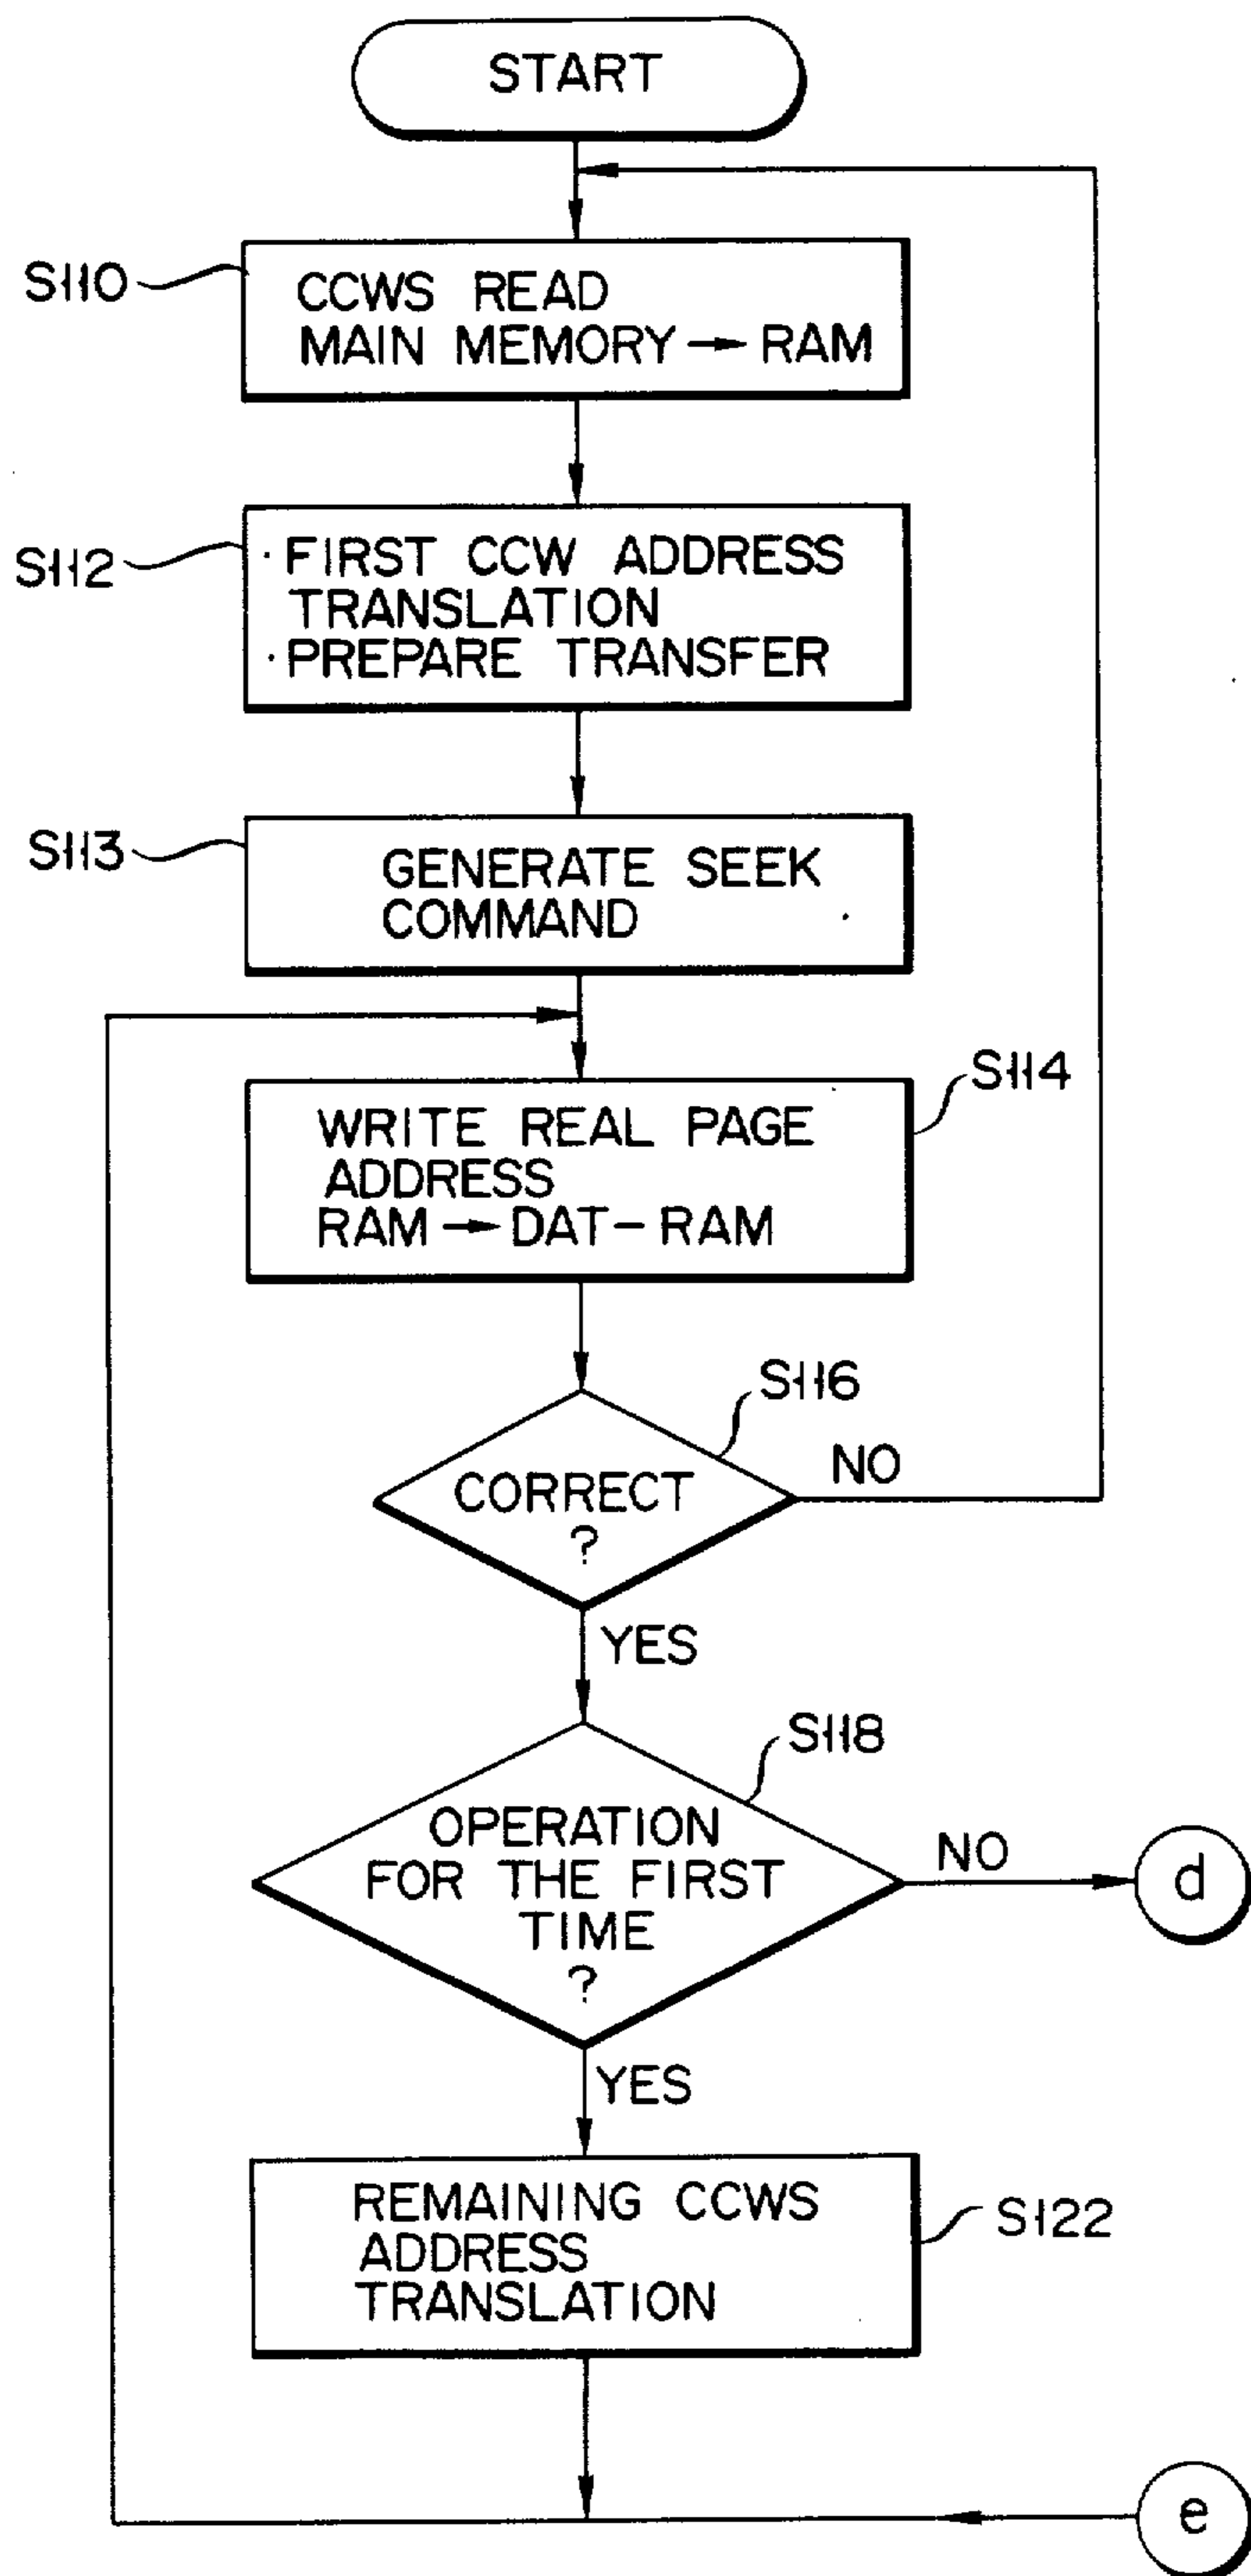 START
S110
CCWS READ
MAIN MEMORY → RAM
S112
· FIRST CCW ADDRESS
TRANSLATION
· PREPARE TRANSFER
S113
GENERATE SEEK
COMMAND
S114
WRITE REAL PAGE
ADDRESS
RAM → DAT-RAM
S116
CORRECT
?
NO
YES
S118
OPERATION
FOR THE FIRST
TIME
?
NO
d
YES
REMAINING CCWS
ADDRESS
TRANSLATION
S122
e